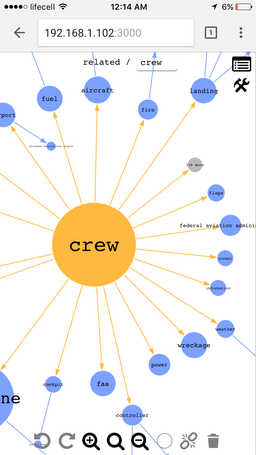 lifecell 12:14 AM 6%
192.168.1.102:3000 1
related / crew
fuel
aircraft
landing
fire
port
flaps
federal aviation admini
normal
information
crew
weather
wreckage
power
ne
cockpit
faa
controller